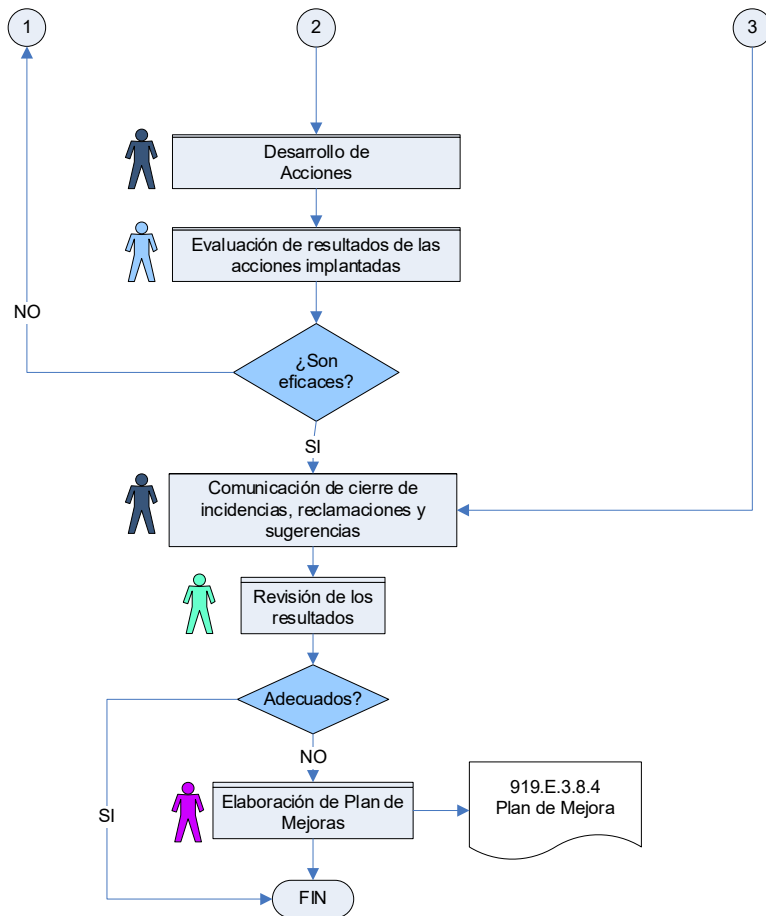 1
2
3
Desarrollo de
Acciones
Evaluación de resultados de las
acciones implantadas
NO
¿Son
eficaces?
SI
Comunicación de cierre de
incidencias, reclamaciones y
sugerencias
Revisión de los
resultados
Adecuados?
NO
SI
Elaboración de Plan de
Mejoras
919.E.3.8.4
Plan de Mejora
FIN